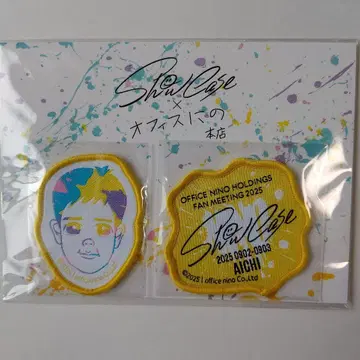 ShowCase
×
オフィスにの
本店
OFFICE NINO HOLDINGS
FAN MEETING 2025
ShowCase
2025 0902-0903
AICHI
©2025 office nino Co.,Ltd